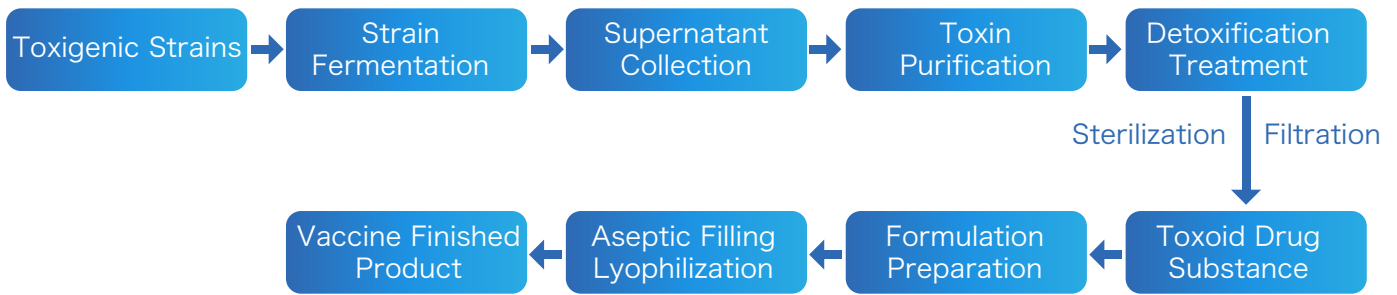 Toxigenic Strains
Strain
Fermentation
Supernatant
Collection
Toxin
Purification
Detoxification
Treatment
Sterilization
Filtration
Toxoid Drug
Substance
Formulation
Preparation
Aseptic Filling
Lyophilization
Vaccine Finished
Product